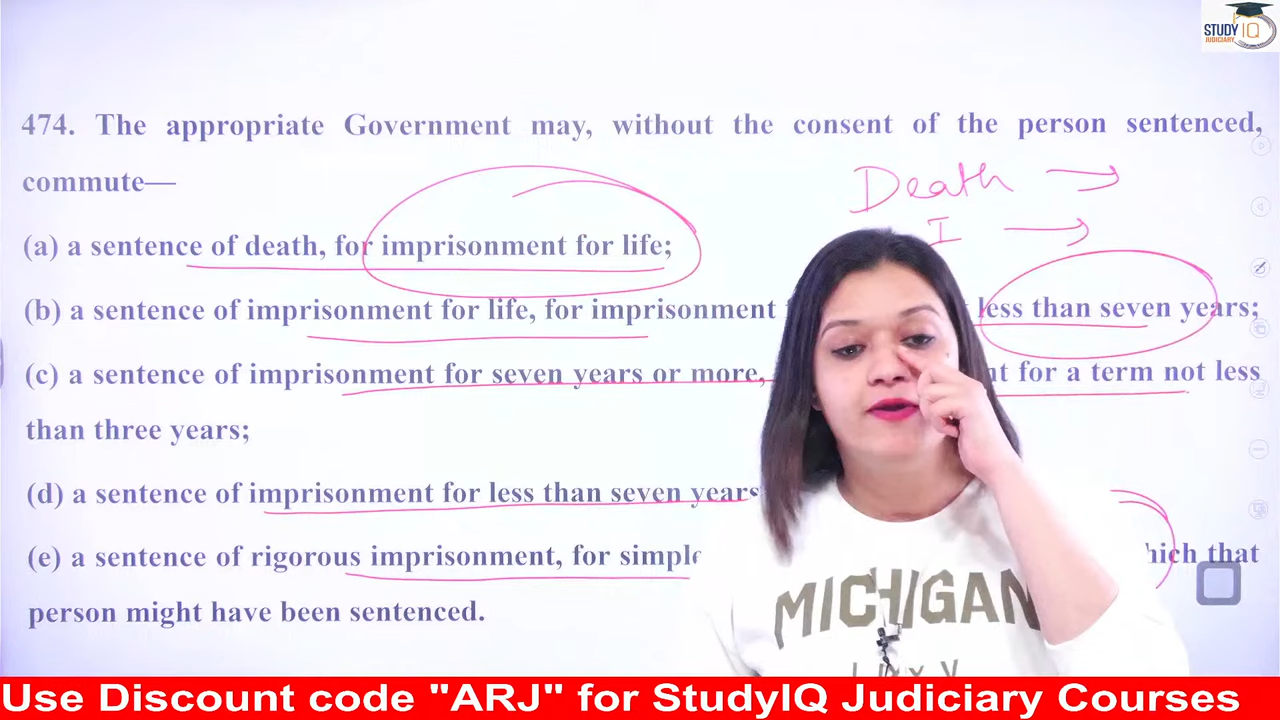 STUDY IQ
JUDICIARY
474. The appropriate Government may, without the consent of the person sentenced,
commute—
Death →
(a) a sentence of death, for imprisonment for life;
I →
(b) a sentence of imprisonment for life, for imprisonment less than seven years;
(c) a sentence of imprisonment for seven years or more, for a term not less
than three years;
(d) a sentence of imprisonment for less than seven years
(e) a sentence of rigorous imprisonment, for simple that
person might have been sentenced.
MICHIGAN
Use Discount code "ARJ" for StudyIQ Judiciary Courses